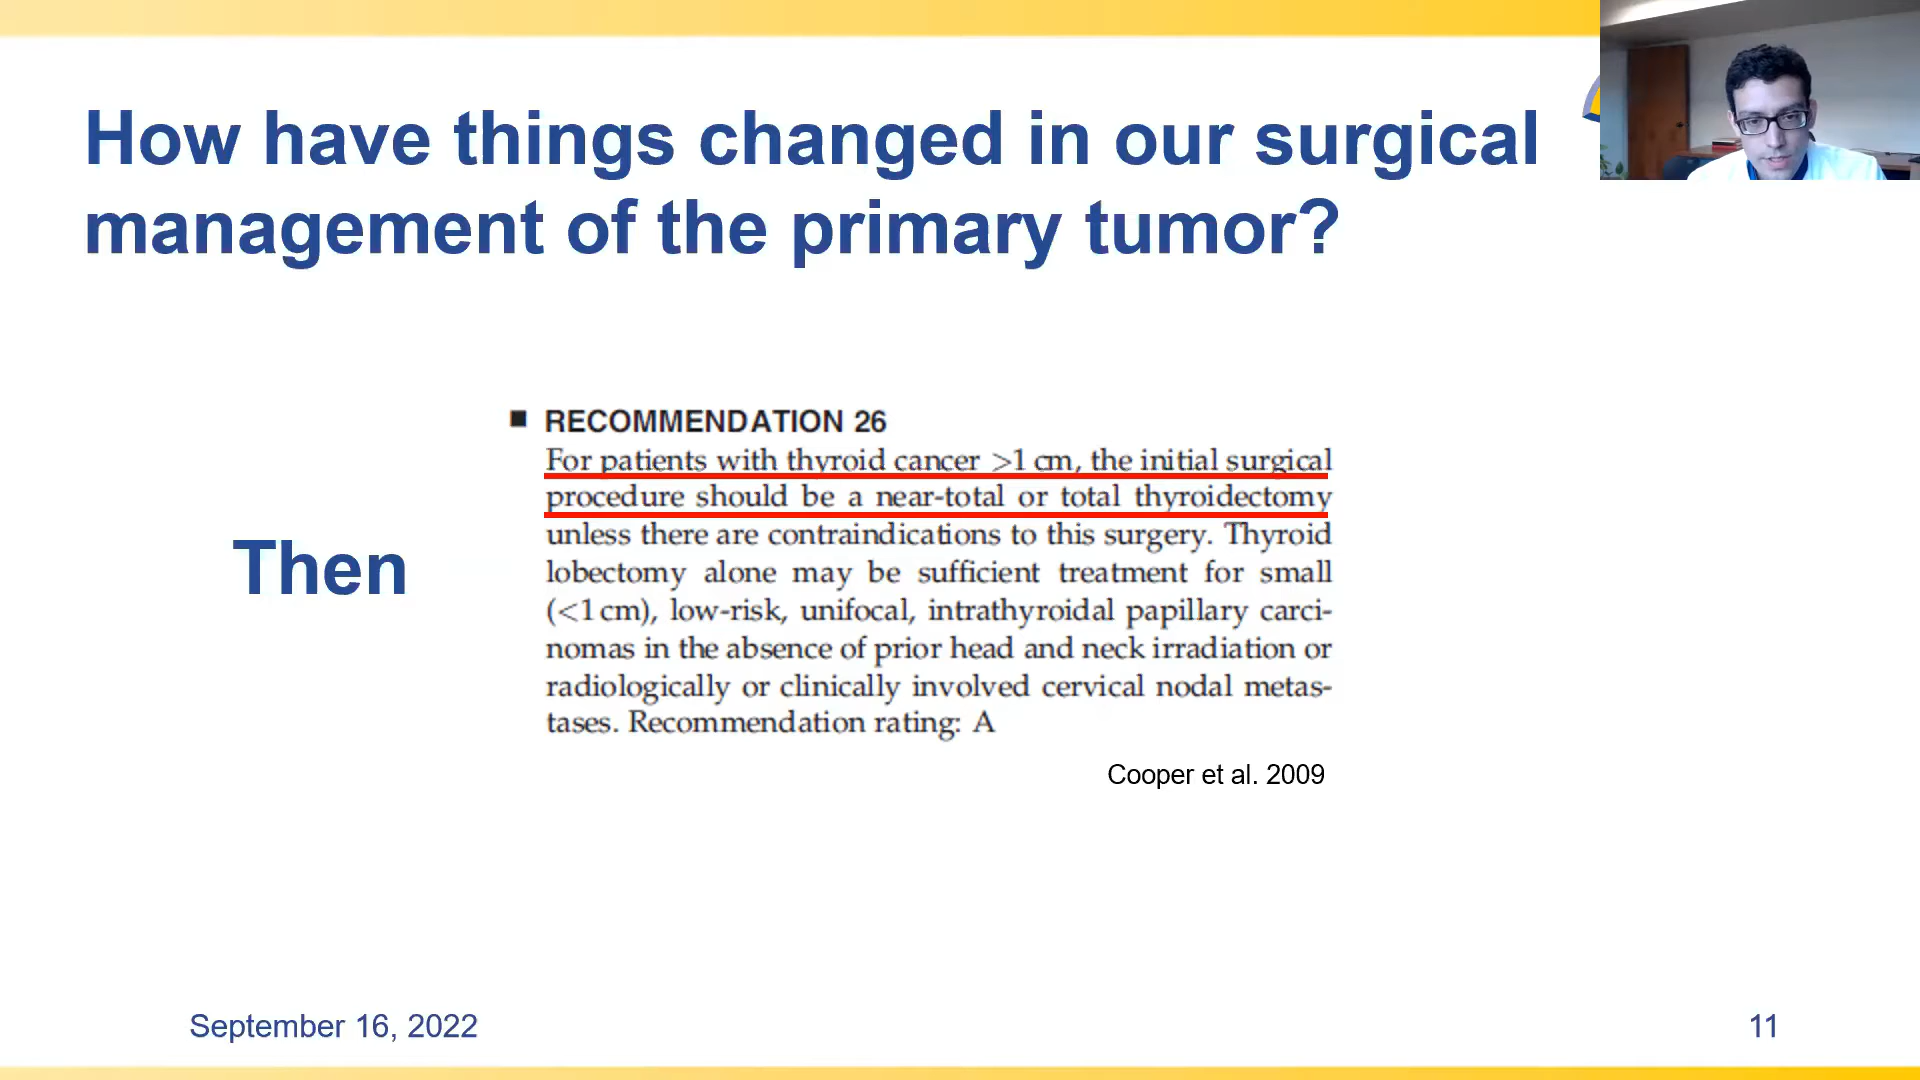 How have things changed in our surgical
management of the primary tumor?
■ RECOMMENDATION 26
For patients with thyroid cancer >1 cm, the initial surgical
procedure should be a near-total or total thyroidectomy
unless there are contraindications to this surgery. Thyroid
lobectomy alone may be sufficient treatment for small
(<1 cm), low-risk, unifocal, intrathyroidal papillary carci-
nomas in the absence of prior head and neck irradiation or
radiologically or clinically involved cervical nodal metas-
tases. Recommendation rating: A
Then
Cooper et al. 2009
September 16, 2022
11